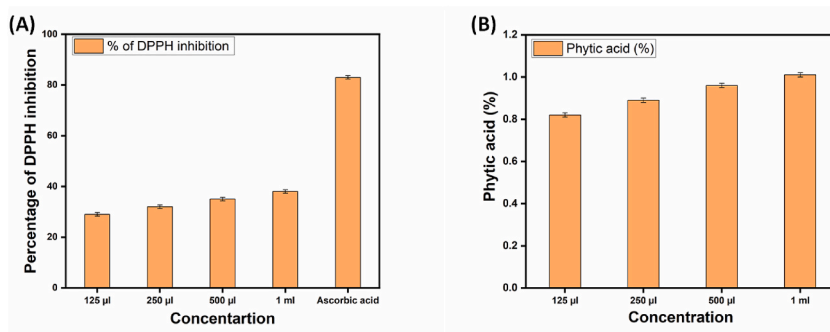 (A)
% of DPPH inhibition
Percentage of DPPH inhibition
100
80
60
40
20
0
125 µl 250 µl 500 µl 1 ml Ascorbic acid
Concentartion
(B)
Phytic acid (%)
Phytic acid (%)
1.2
1.0
0.8
0.6
0.4
0.2
0.0
125 µl 250 µl 500 µl 1 ml
Concentration